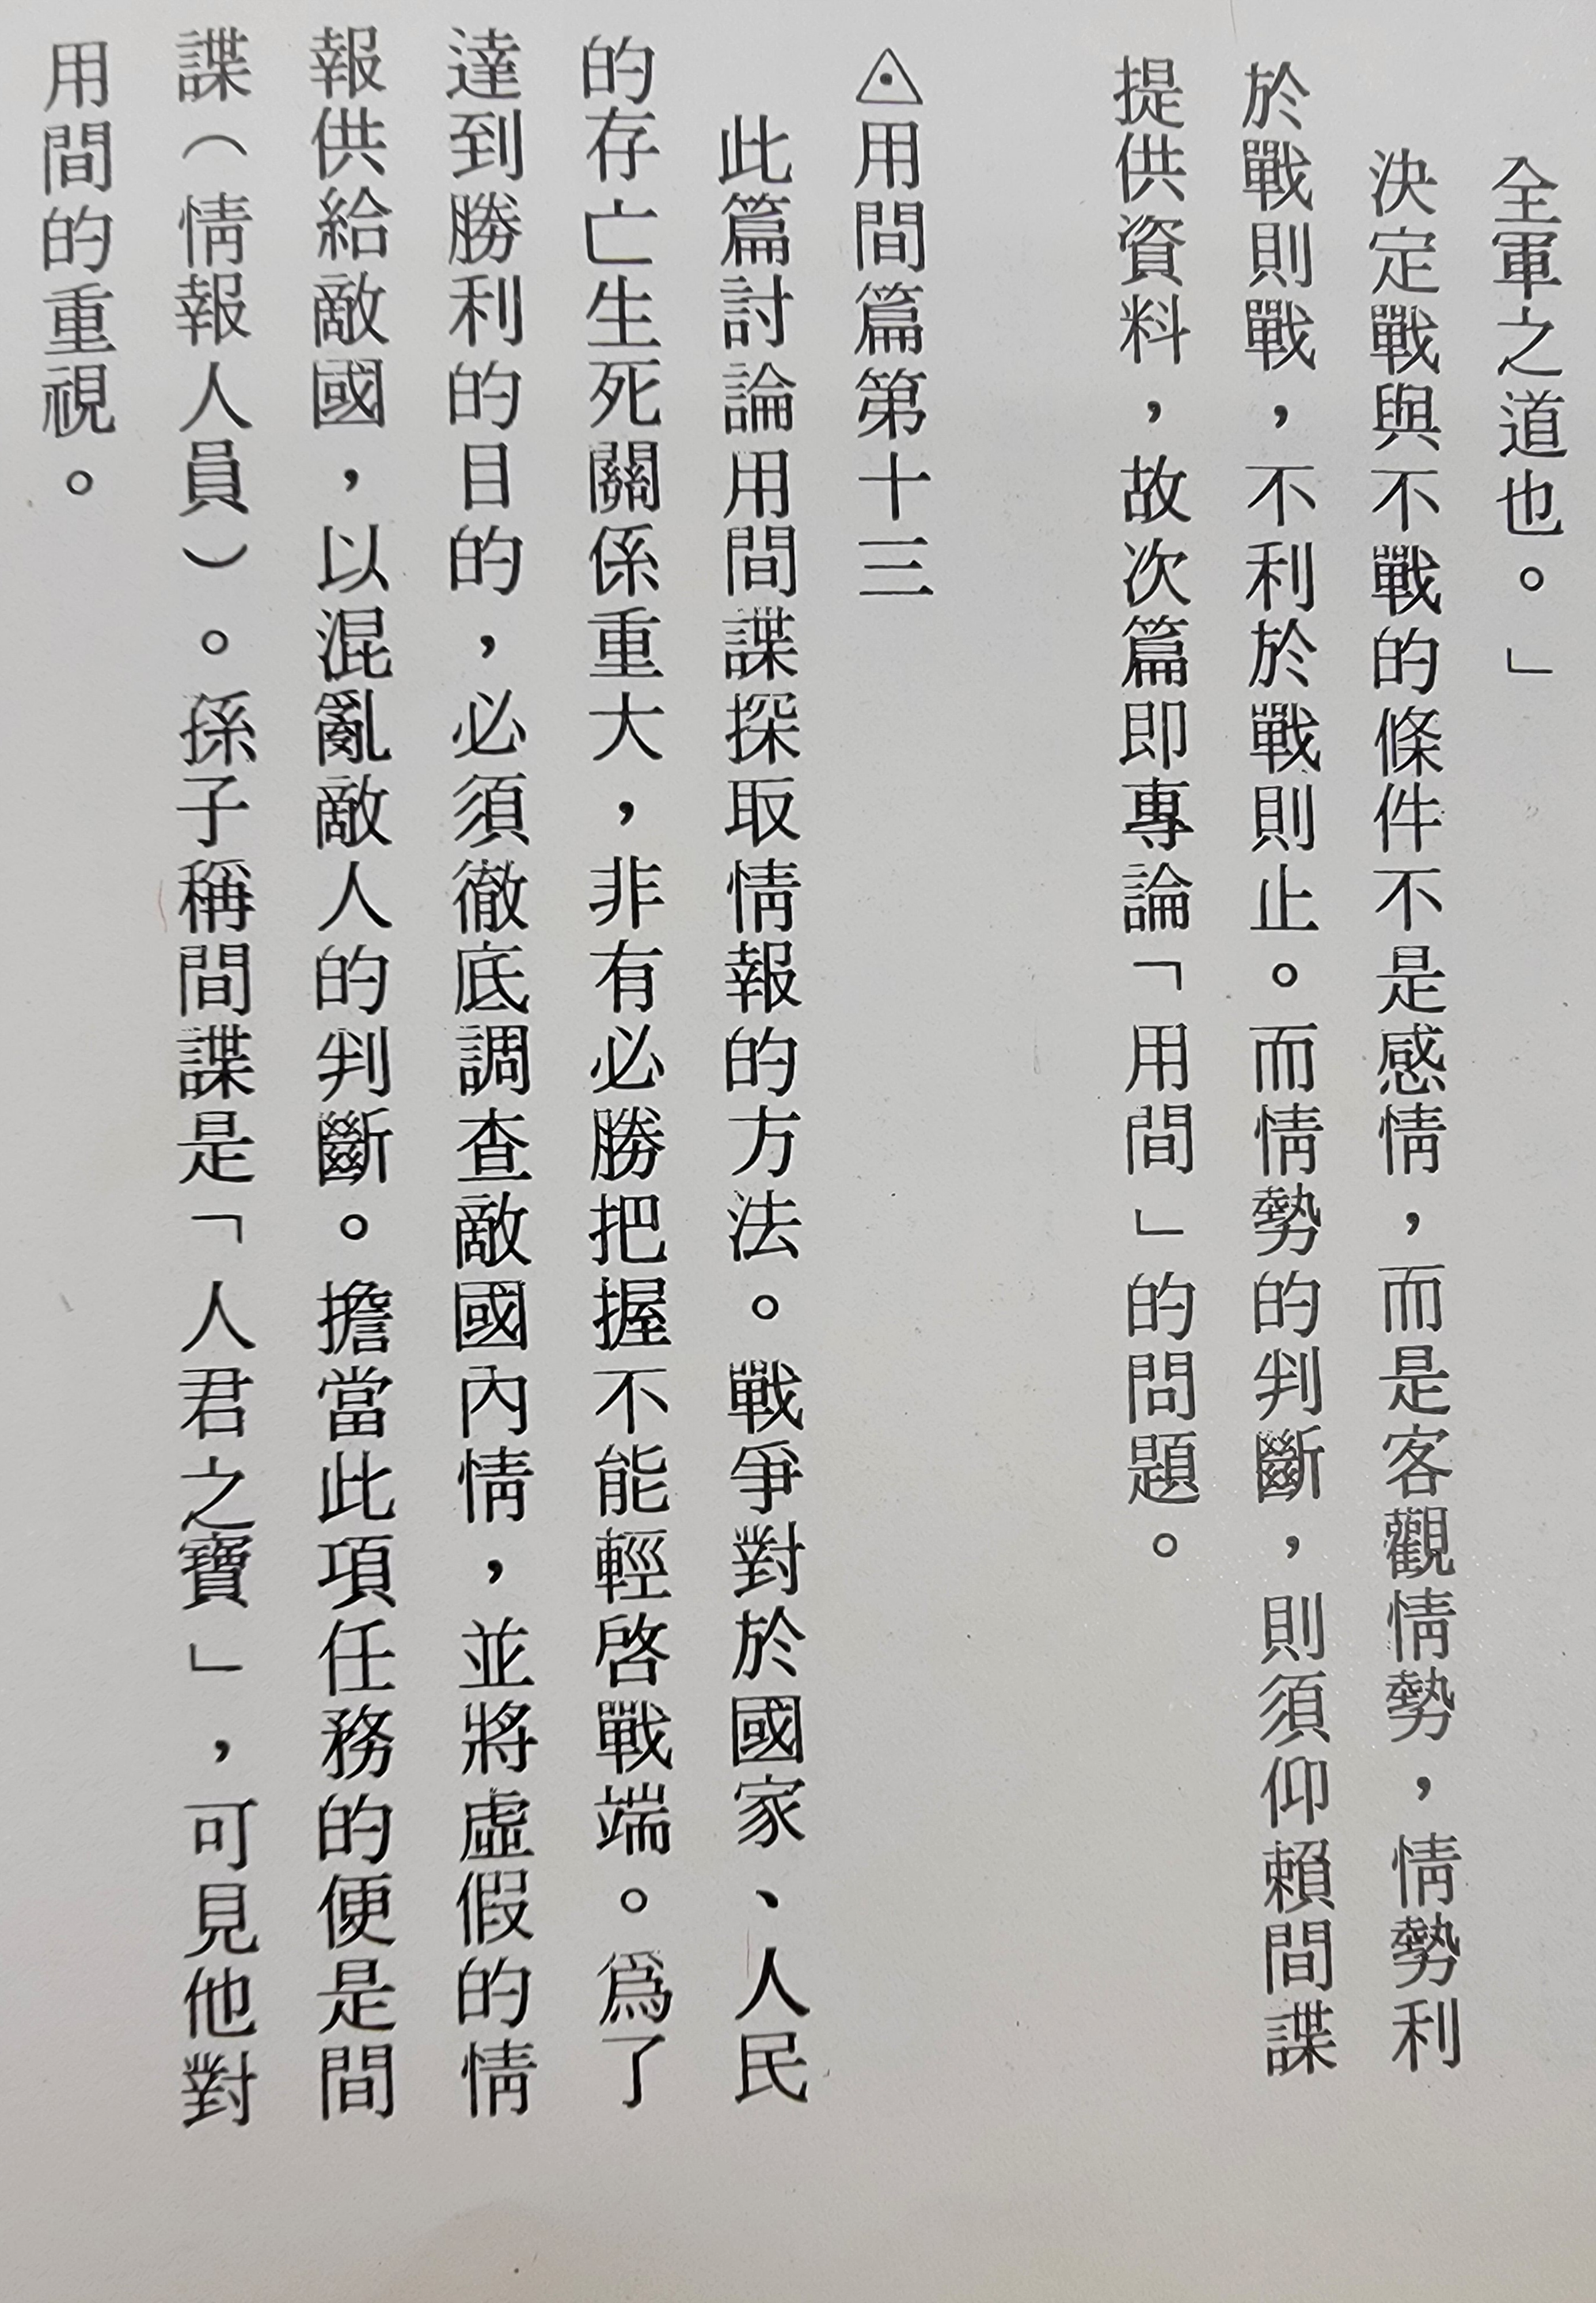 全軍之道也。」
決定戰與不戰的條件不是感情，而是客觀情勢，情勢利
於戰則戰，不利於戰則止。而情勢的判斷，則須仰賴間諜
提供資料，故次篇即專論「用間」的問題。
◬用間篇第十三
此篇討論用間諜探取情報的方法。戰爭對於國家、人民
的存亡生死關係重大，非有必勝把握不能輕啓戰端。爲了
達到勝利的目的，必須徹底調查敵國內情，並將虛假的情
報供給敵國，以混亂敵人的判斷。擔當此項任務的便是間
諜（情報人員）。孫子稱間諜是「人君之寶」，可見他對
用間的重視。